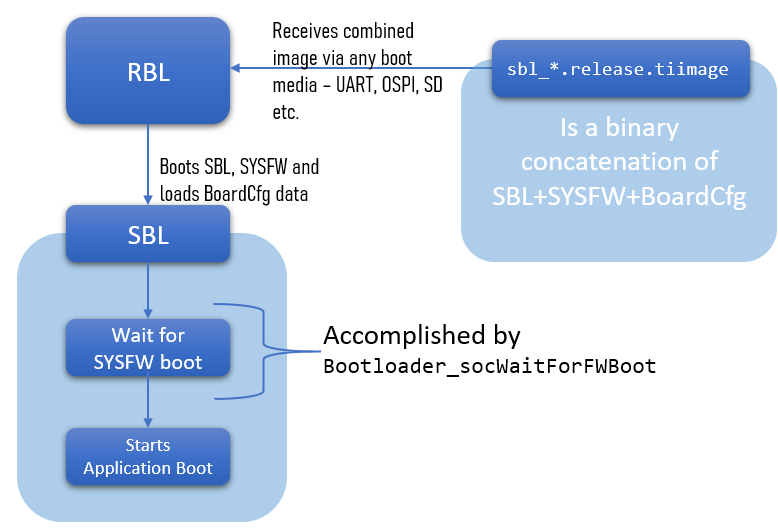 RBL
Receives combined
image via any boot
media – UART, OSPI, SD
etc.
sbl_*.release.tiimage
Is a binary
concatenation of
SBL+SYSFW+BoardCfg
Boots SBL, SYSFW and
loads BoardCfg data
SBL
Wait for
SYSFW boot
Accomplished by
Bootloader_socWaitForFWBoot
Starts
Application Boot